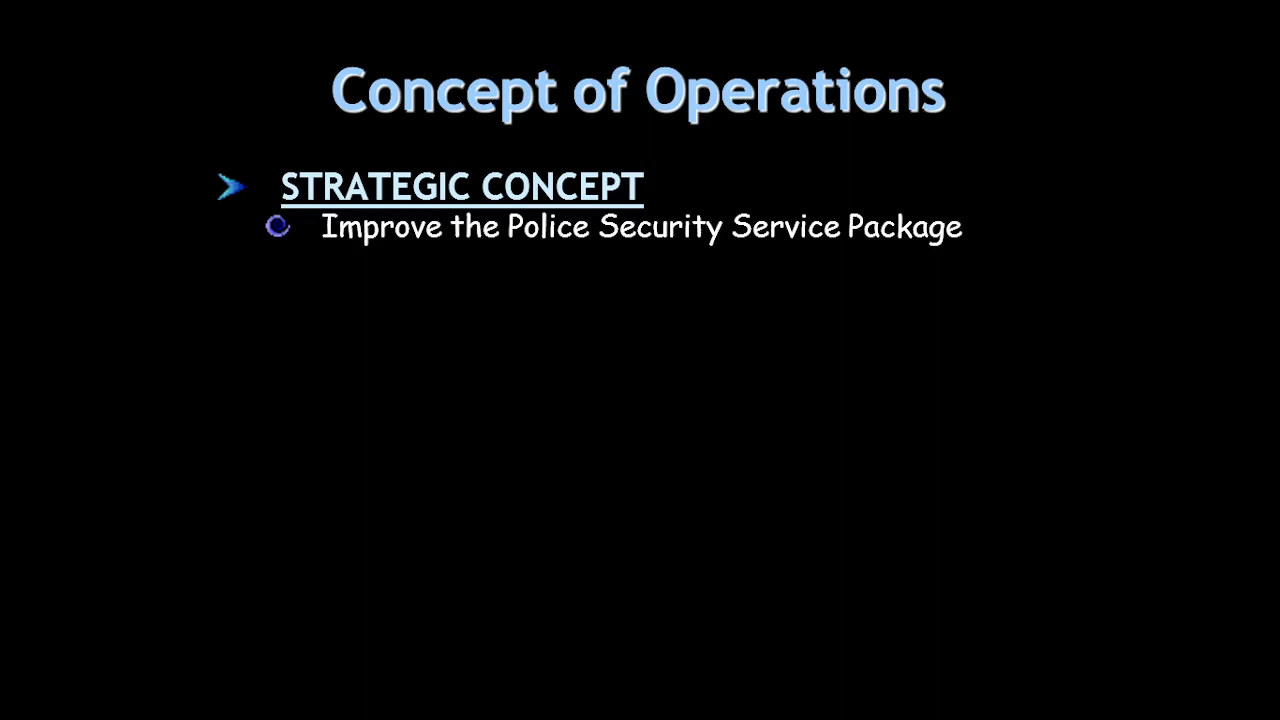 Concept of Operations
STRATEGIC CONCEPT
Improve the Police Security Service Package